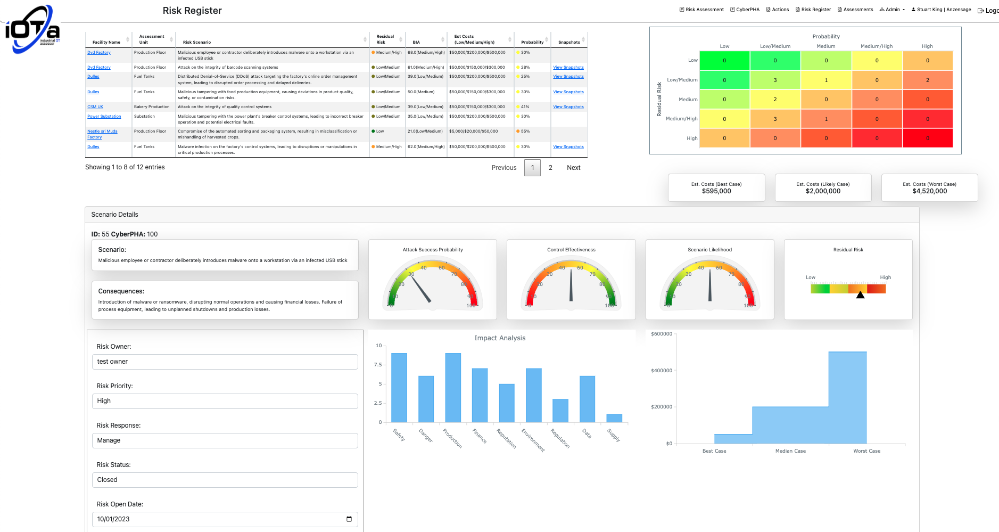 iOTa
industrial OT
assessor
Risk Register
Risk Assessment CyberPHA Actions Risk Register Assessments Admin Stuart King | Anzensage Logo
Facility Name Assessment Unit Risk Scenario Residual Risk BIA Est Costs (Low/Medium/High) Probability Snapshots
Dvd Factory Production Floor Malicious employee or contractor deliberately introduces malware onto a workstation via an infected USB stick Medium/High 68.0(Medium/High) $50,000/$200,000/$500,000 30%
Dvd Factory Production Floor Attack on the integrity of barcode scanning systems Low/Medium 61.0(Medium/High) $50,000/$150,000/$300,000 28% View Snapshots
Dulles Fuel Tanks Distributed Denial-of-Service (DDoS) attack targeting the factory's online order management system, leading to disrupted order processing and delayed deliveries. Low/Medium 39.0(Low/Medium) $50,000/$200,000/$500,000 25% View Snapshots
Dulles Fuel Tanks Malicious tampering with food production equipment, causing deviations in product quality, safety, or contamination risks. Low/Medium 50.0(Medium) $50,000/$150,000/$300,000 30% View Snapshots
CSM UK Bakery Production Attack on the integrity of quality control systems Low/Medium 39.0(Low/Medium) $50,000/$150,000/$300,000 41% View Snapshots
Power Substation Substation Malicious tampering with the power plant's breaker control systems, leading to incorrect breaker operation and potential electrical faults. Low/Medium 35.0(Low/Medium) $50,000/$200,000/$500,000 30%
Nestle sri Muda Factory Production Floor Compromise of the automated sorting and packaging system, resulting in misclassification or mishandling of harvested crops. Low 21.0(Low/Medium) $5,000/$20,000/$50,000 55%
Dulles Fuel Tanks Malware infection on the factory's control systems, leading to disruptions or manipulations in critical production processes. Medium/High 62.0(Medium/High) $50,000/$200,000/$500,000 30% View Snapshots
Showing 1 to 8 of 12 entries
Previous 1 2 Next
Probability
Low Low/Medium Medium Medium/High High
Residual Risk
Low 0 0 0 0 0
Low/Medium 0 3 1 0 2
Medium 0 2 0 0 0
Medium/High 0 3 1 0 0
High 0 0 0 0 0
Est. Costs (Best Case)
$595,000
Est. Costs (Likely Case)
$2,000,000
Est. Costs (Worst Case)
$4,520,000
Scenario Details
ID: 55 CyberPHA: 100
Scenario:
Malicious employee or contractor deliberately introduces malware onto a workstation via an infected USB stick
Consequences:
Introduction of malware or ransomware, disrupting normal operations and causing financial losses. Failure of
process equipment, leading to unplanned shutdowns and production losses.
Attack Success Probability
0 10 20 30 40 60 70 80 90 100
Control Effectiveness
0 10 20 30 40 60 70 80 90 100
Scenario Likelihood
0 10 20 30 40 60 70 80 90 100
Residual Risk
Low High
Risk Owner:
test owner
Risk Priority:
High
Risk Response:
Manage
Risk Status:
Closed
Risk Open Date:
10/01/2023
Impact Analysis
10
7.5
5
2.5
0
Safety Danger Production Finance Reputation Environment Regulation Data Supply
$600000
$400000
$200000
$0
Best Case Median Case Worst Case